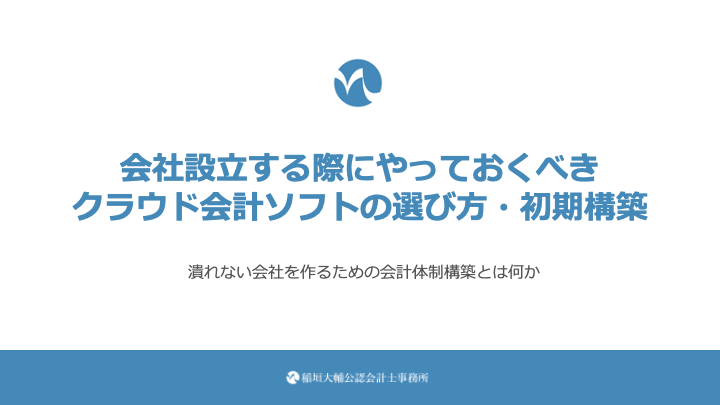 会社設立する際にやっておくべき
クラウド会計ソフトの選び方・初期構築
潰れない会社を作るための会計体制構築とは何か
稲垣大輔公認会計士事務所